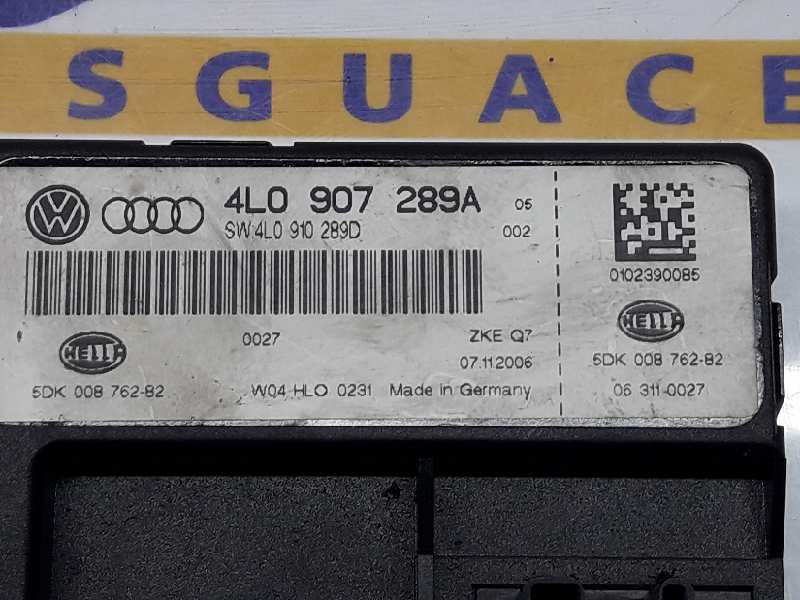 SGUACE
4L0 907 289A 05
SW:4L0 910 289D 002
0102390085
0027 ZKE Q7
07.11.2006
HELLA
HELLA
5DK 008 762-82
W04 HLO 0231 Made in Germany
5DK 008 762-82
06 311-0027